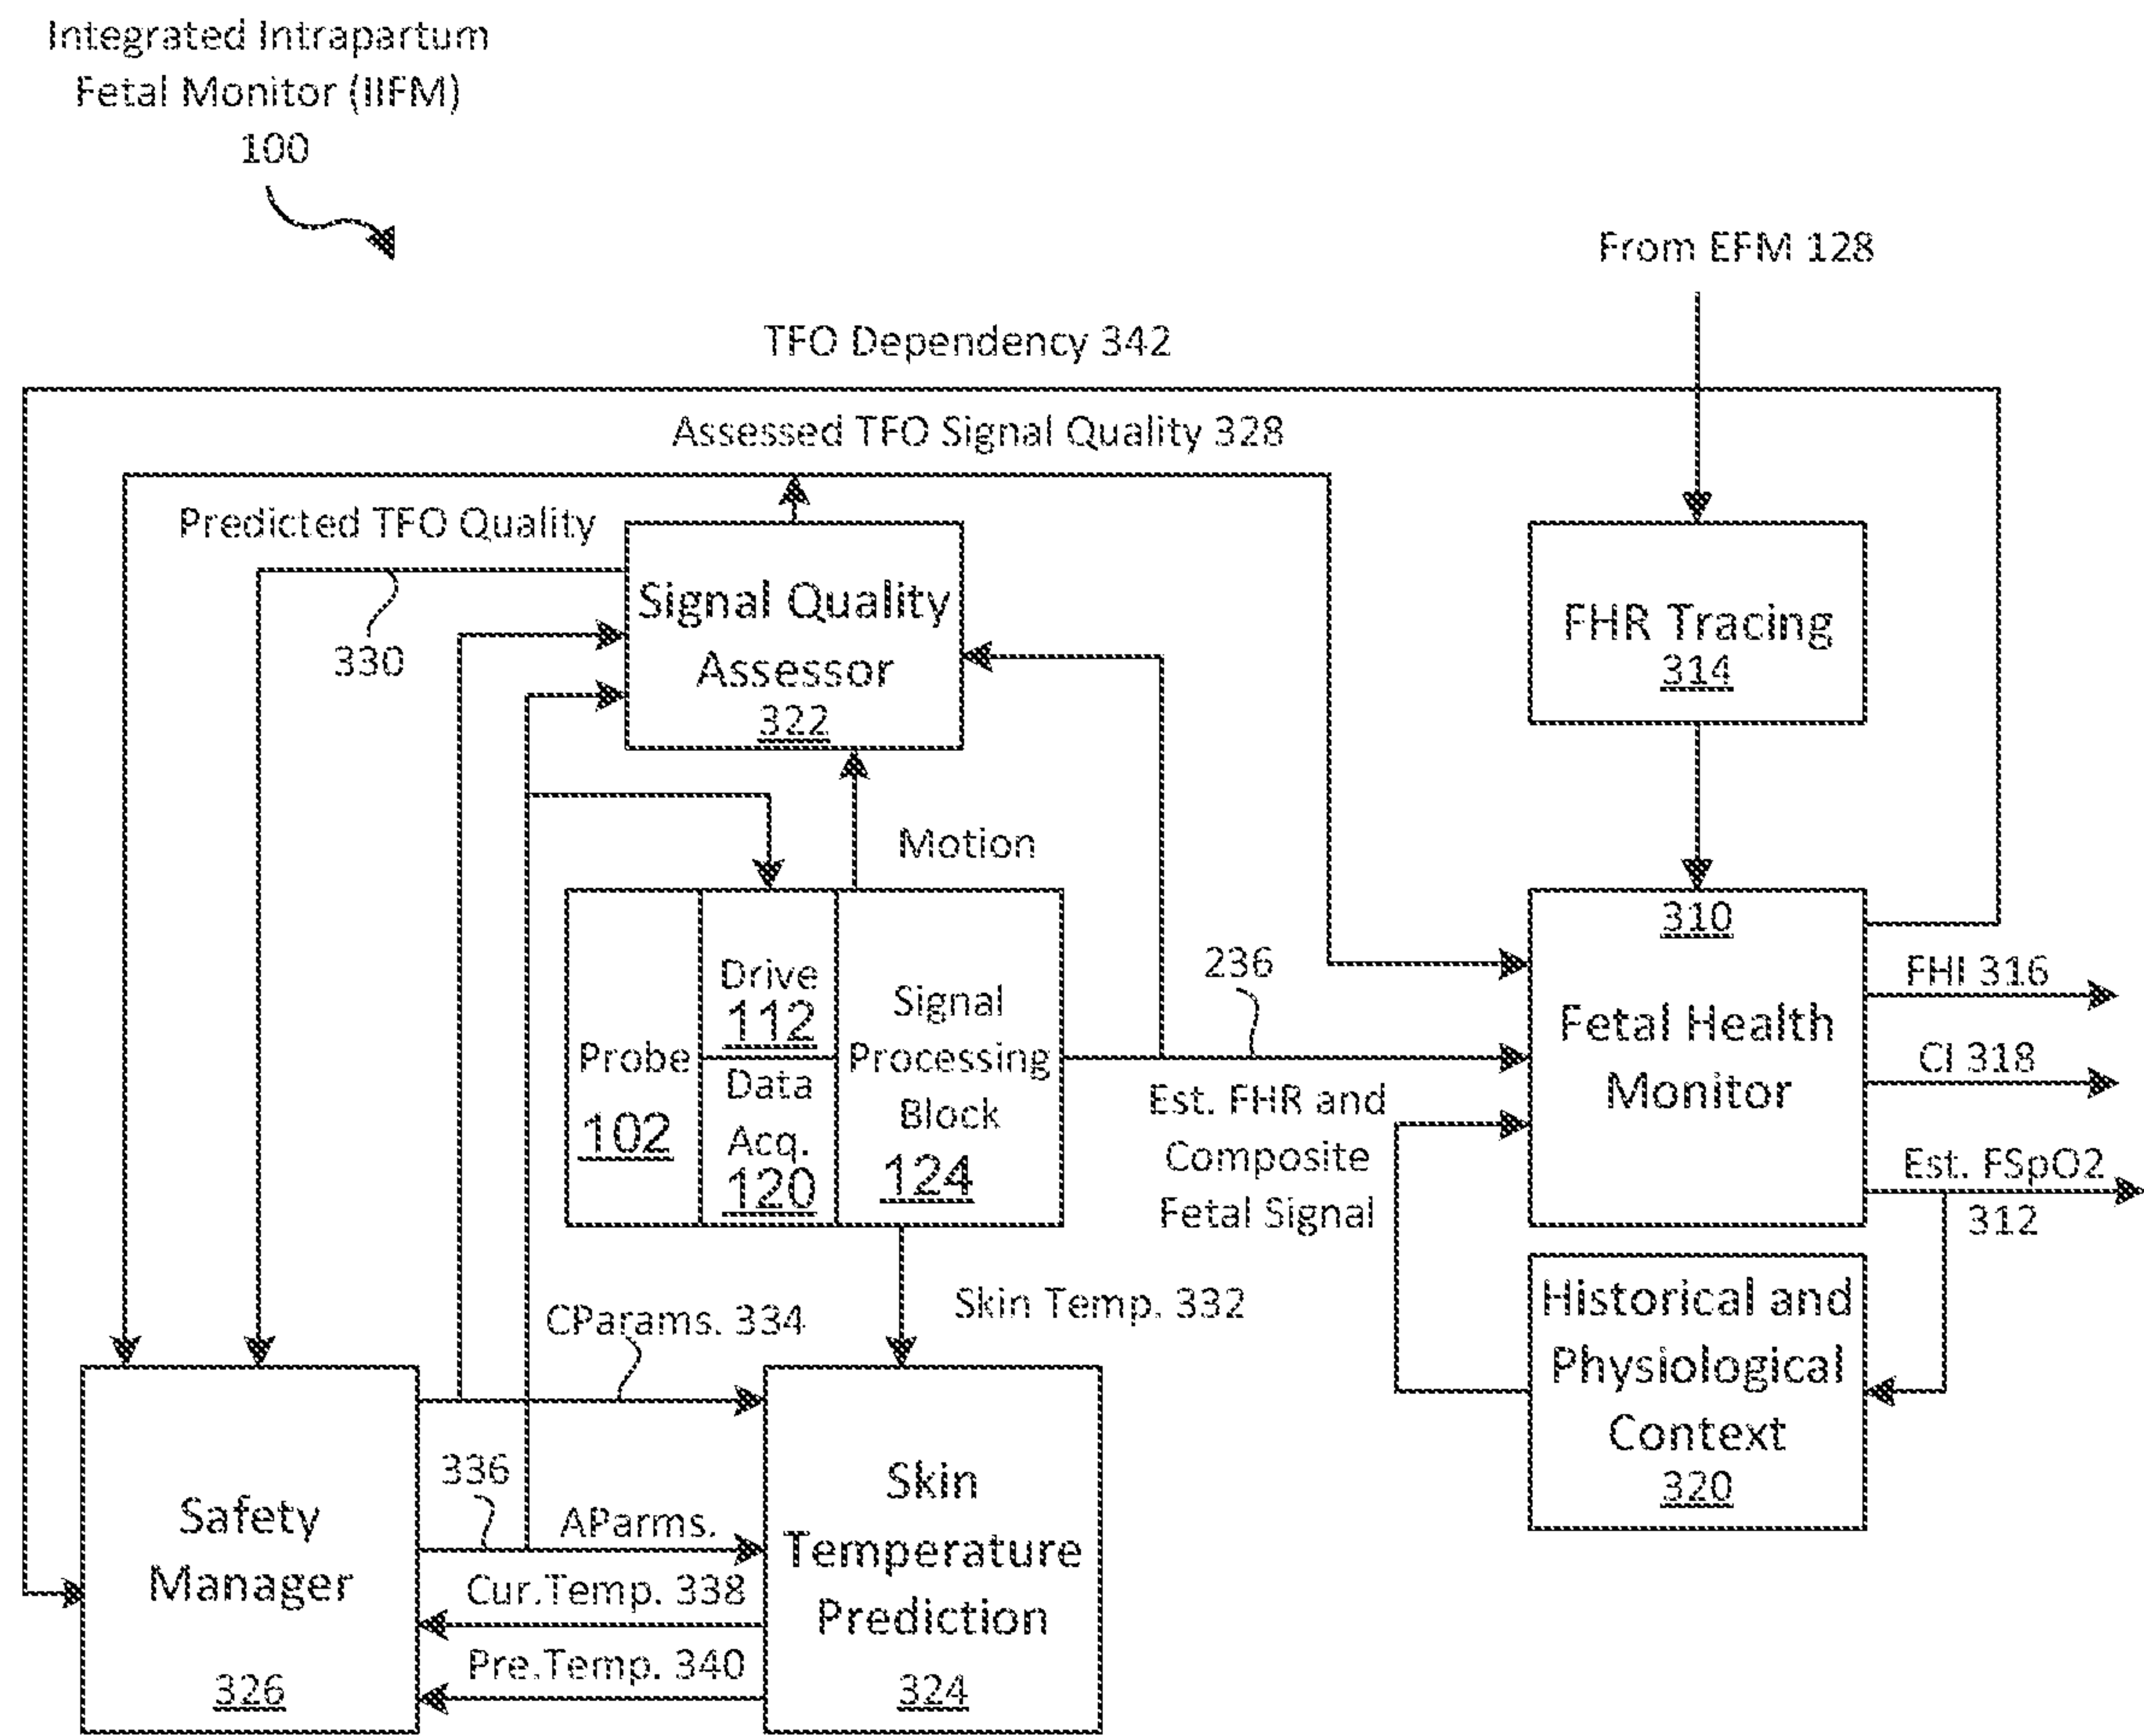 Integrated Intrapartum
Fetal Monitor (IIFM)
100
From EFM 128
TFO Dependency 342
Assessed TFO Signal Quality 328
Predicted TFO Quality
330
Signal Quality
Assessor
322
FHR Tracing
314
Motion
Probe
102
Drive
112
Data
Acq.
120
Signal
Processing
Block
124
236
Est. FHR and
Composite
Fetal Signal
310
Fetal Health
Monitor
FHI 316
CI 318
Est. FSpO2
312
Historical and
Physiological
Context
320
Skin Temp. 332
CParams. 334
336
AParms.
Cur.Temp. 338
Pre.Temp. 340
Safety
Manager
326
Skin
Temperature
Prediction
324